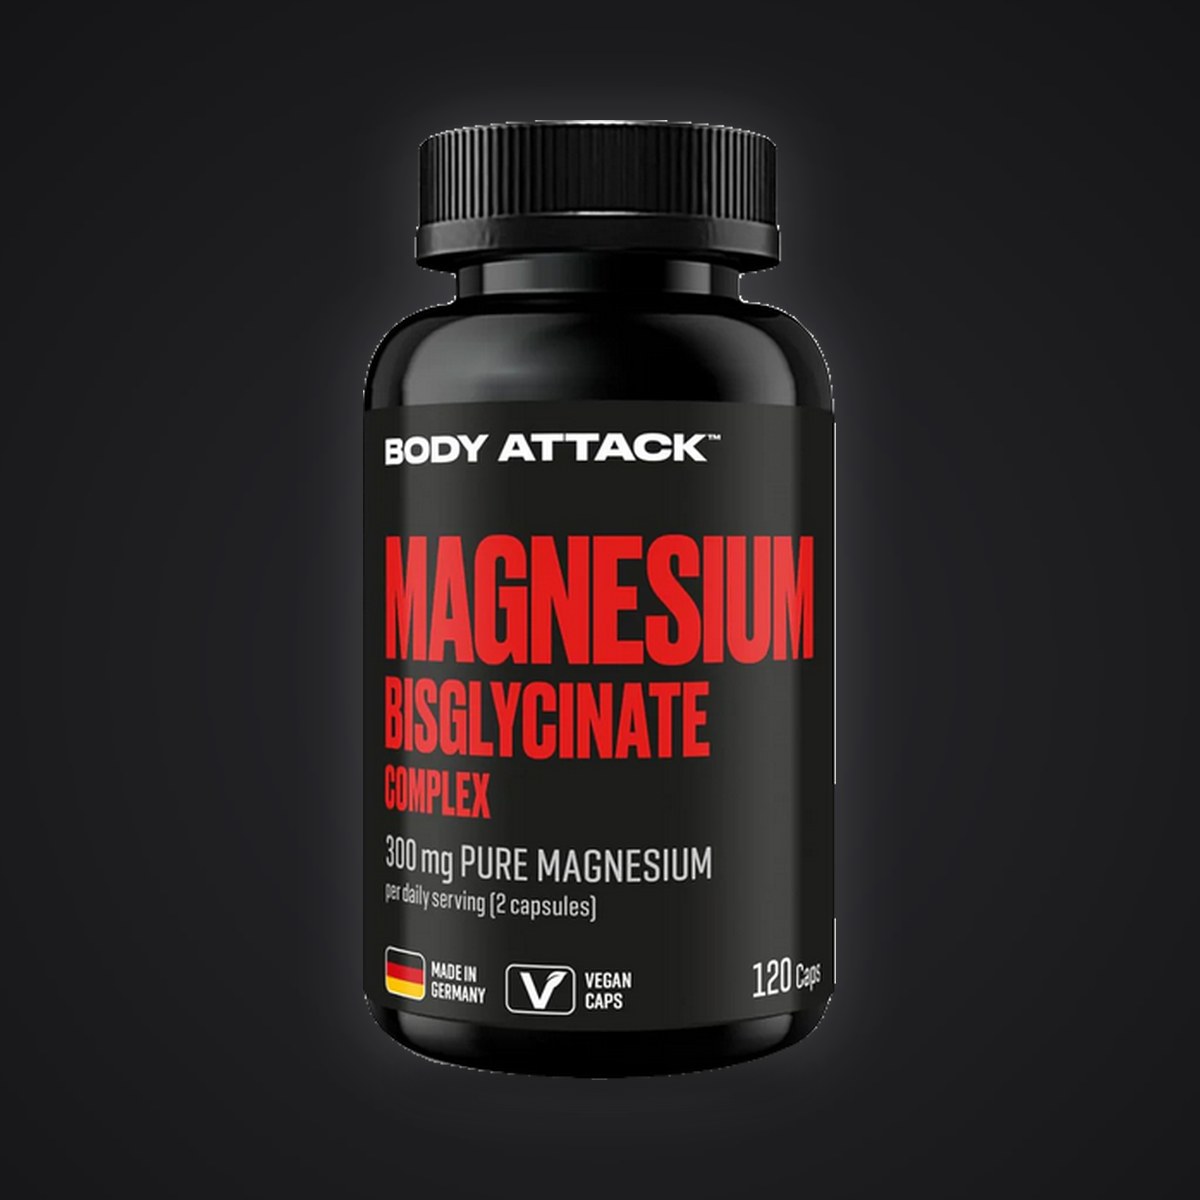 BODY ATTACK™
MAGNESIUM
BISGLYCINATE
COMPLEX
300 mg PURE MAGNESIUM
per daily serving (2 capsules)
MADE IN
GERMANY
V
VEGAN
CAPS
120 Caps